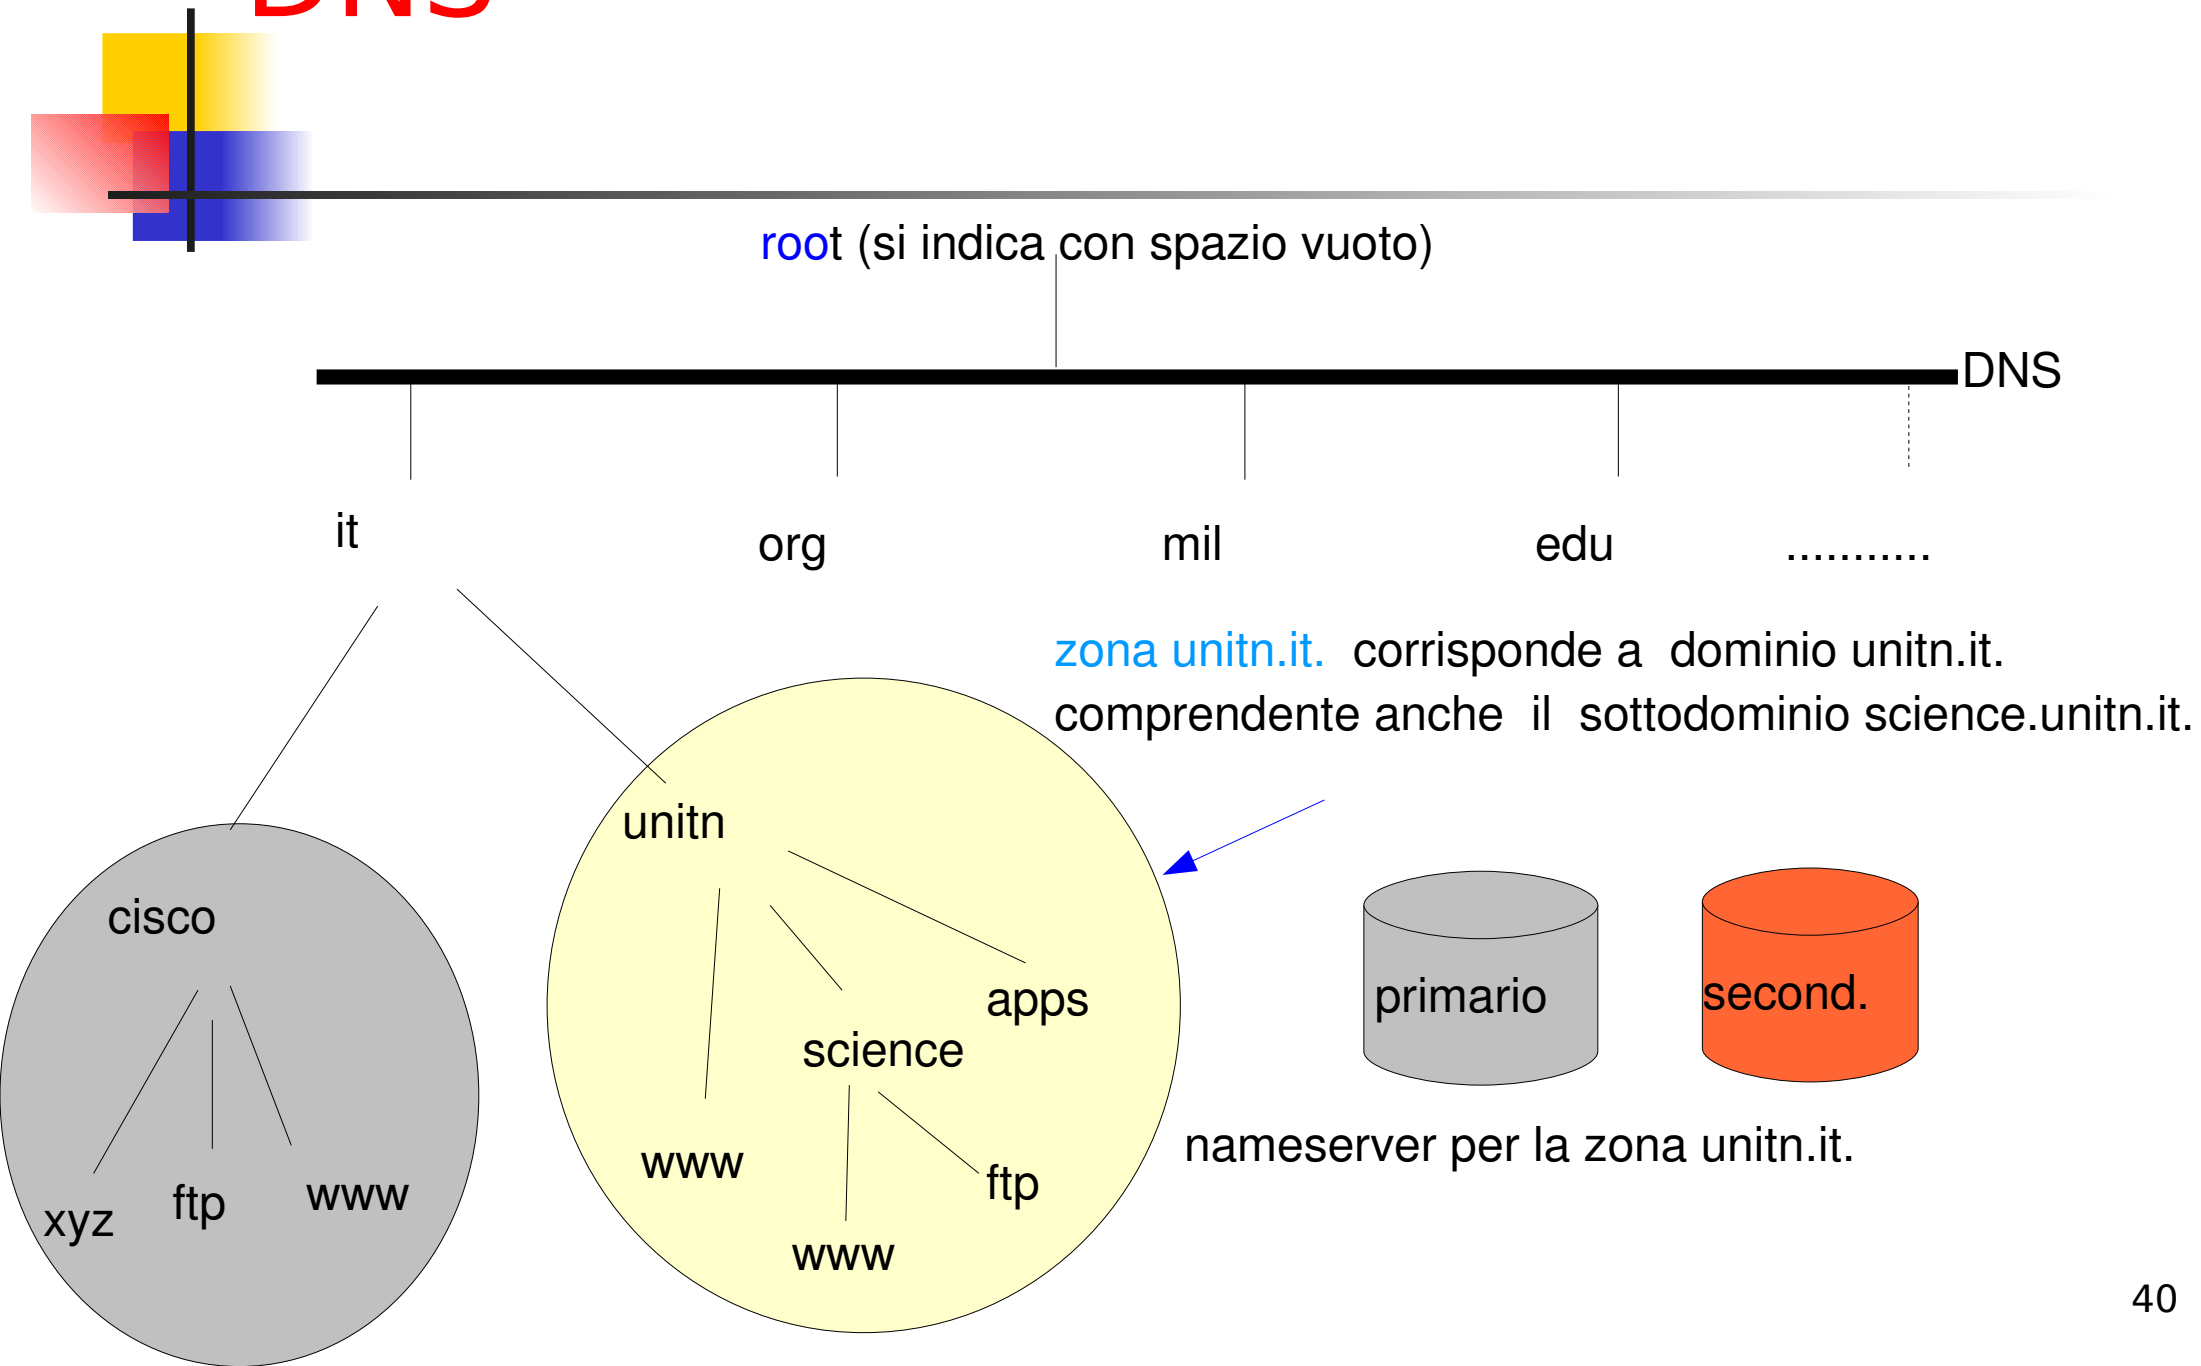 DNS
root (si indica con spazio vuoto)
DNS
it
org
mil
edu
...........
zona unitn.it. corrisponde a dominio unitn.it.
comprendente anche il sottodominio science.unitn.it.
unitn
cisco
apps
primario
second.
science
nameserver per la zona unitn.it.
www
ftp
xyz
ftp
www
www
40